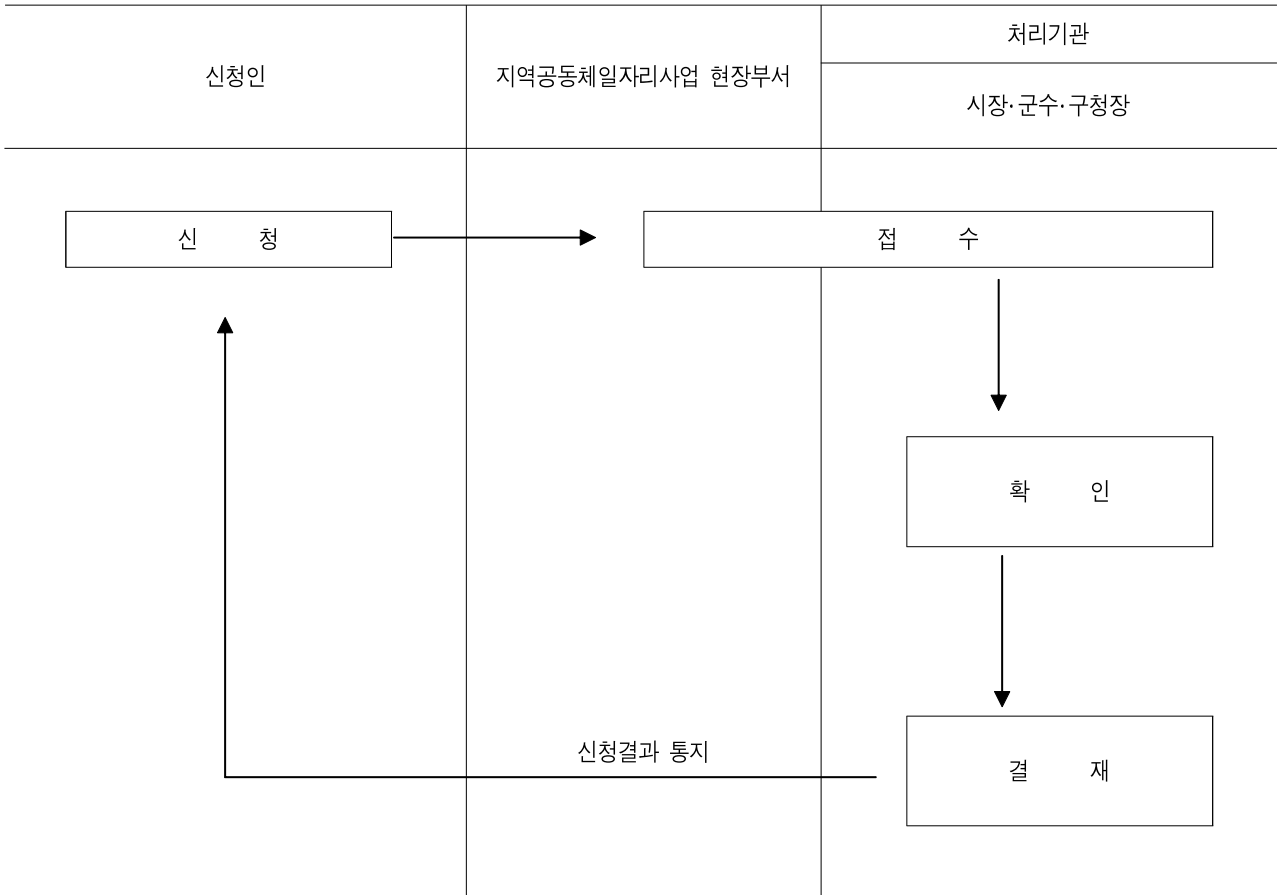 신청인
지역공동체일자리사업 현장부서
처리기관
시장·군수·구청장
신 청
접 수
확 인
신청결과 통지
결 재